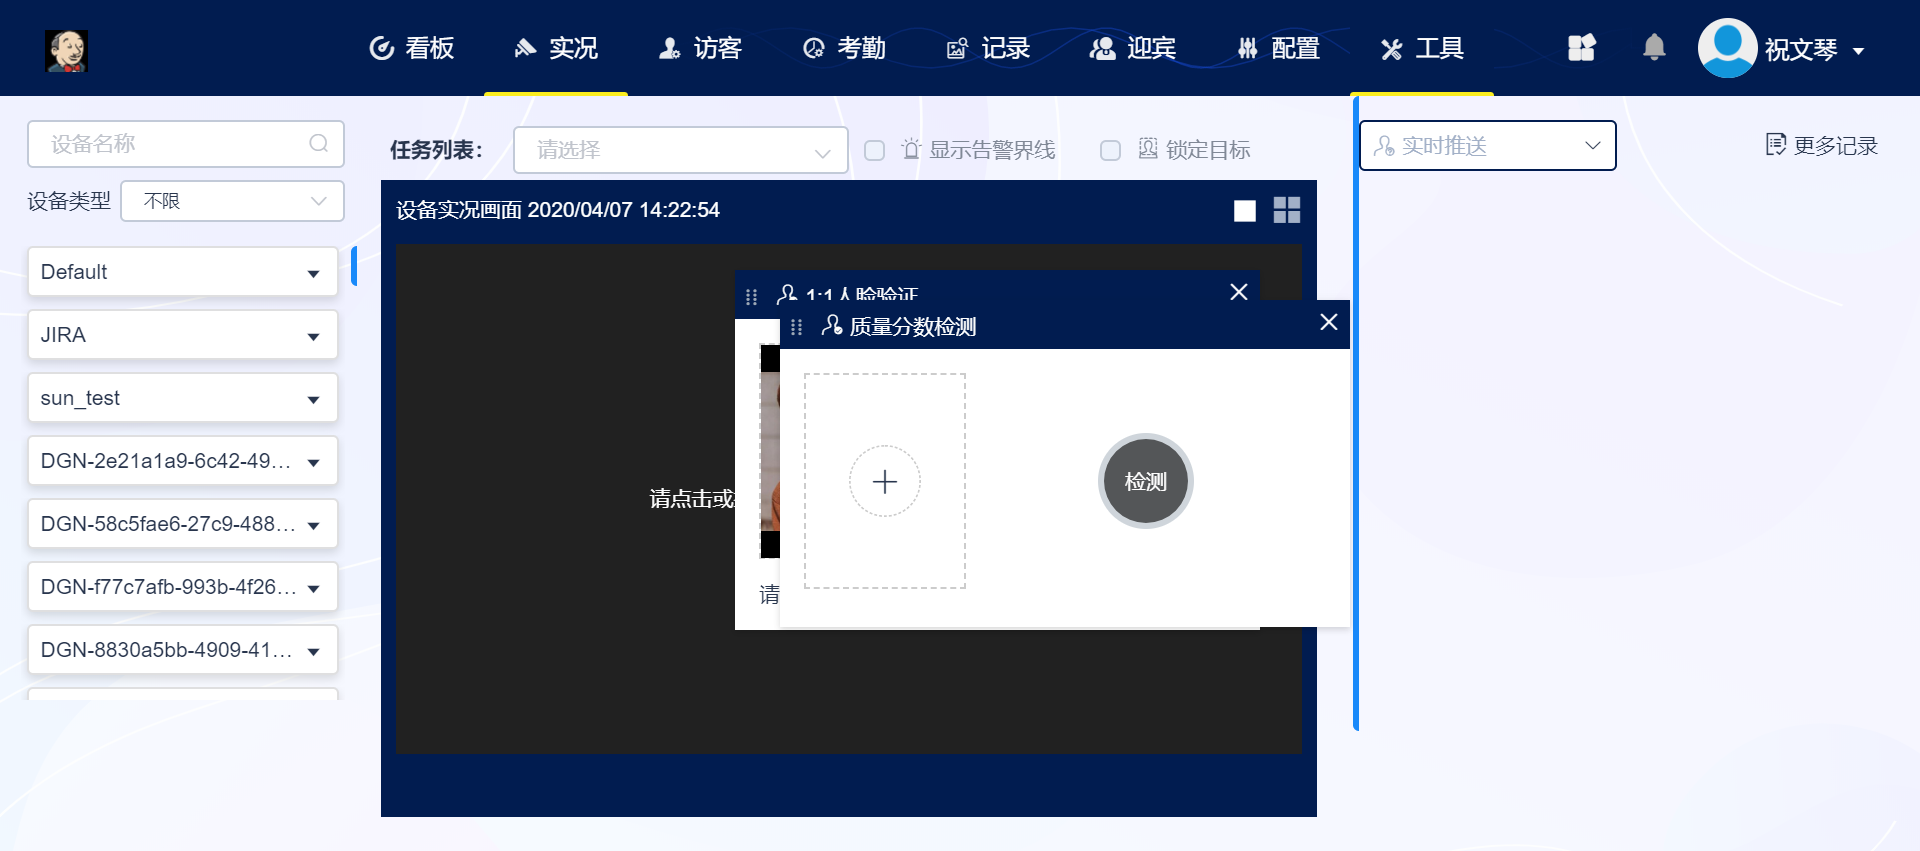 看板 实况 访客 考勤 记录 迎宾 配置 工具 祝文琴
设备名称
设备类型 不限
Default
JIRA
sun_test
DGN-2e21a1a9-6c42-49...
DGN-58c5fae6-27c9-488...
DGN-f77c7afb-993b-4f26...
DGN-8830a5bb-4909-41...
任务列表: 请选择 显示告警界线 锁定目标
设备实况画面 2020/04/07 14:22:54
请点击或
1:1人脸验证
请
质量分数检测
检测
实时推送 更多记录